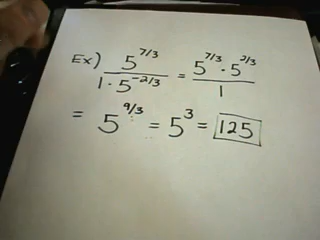 Ex) 5^{7/3} / 1·5^{-2/3} = 5^{7/3}·5^{2/3} / 1
= 5^{9/3} = 5^3 = 125